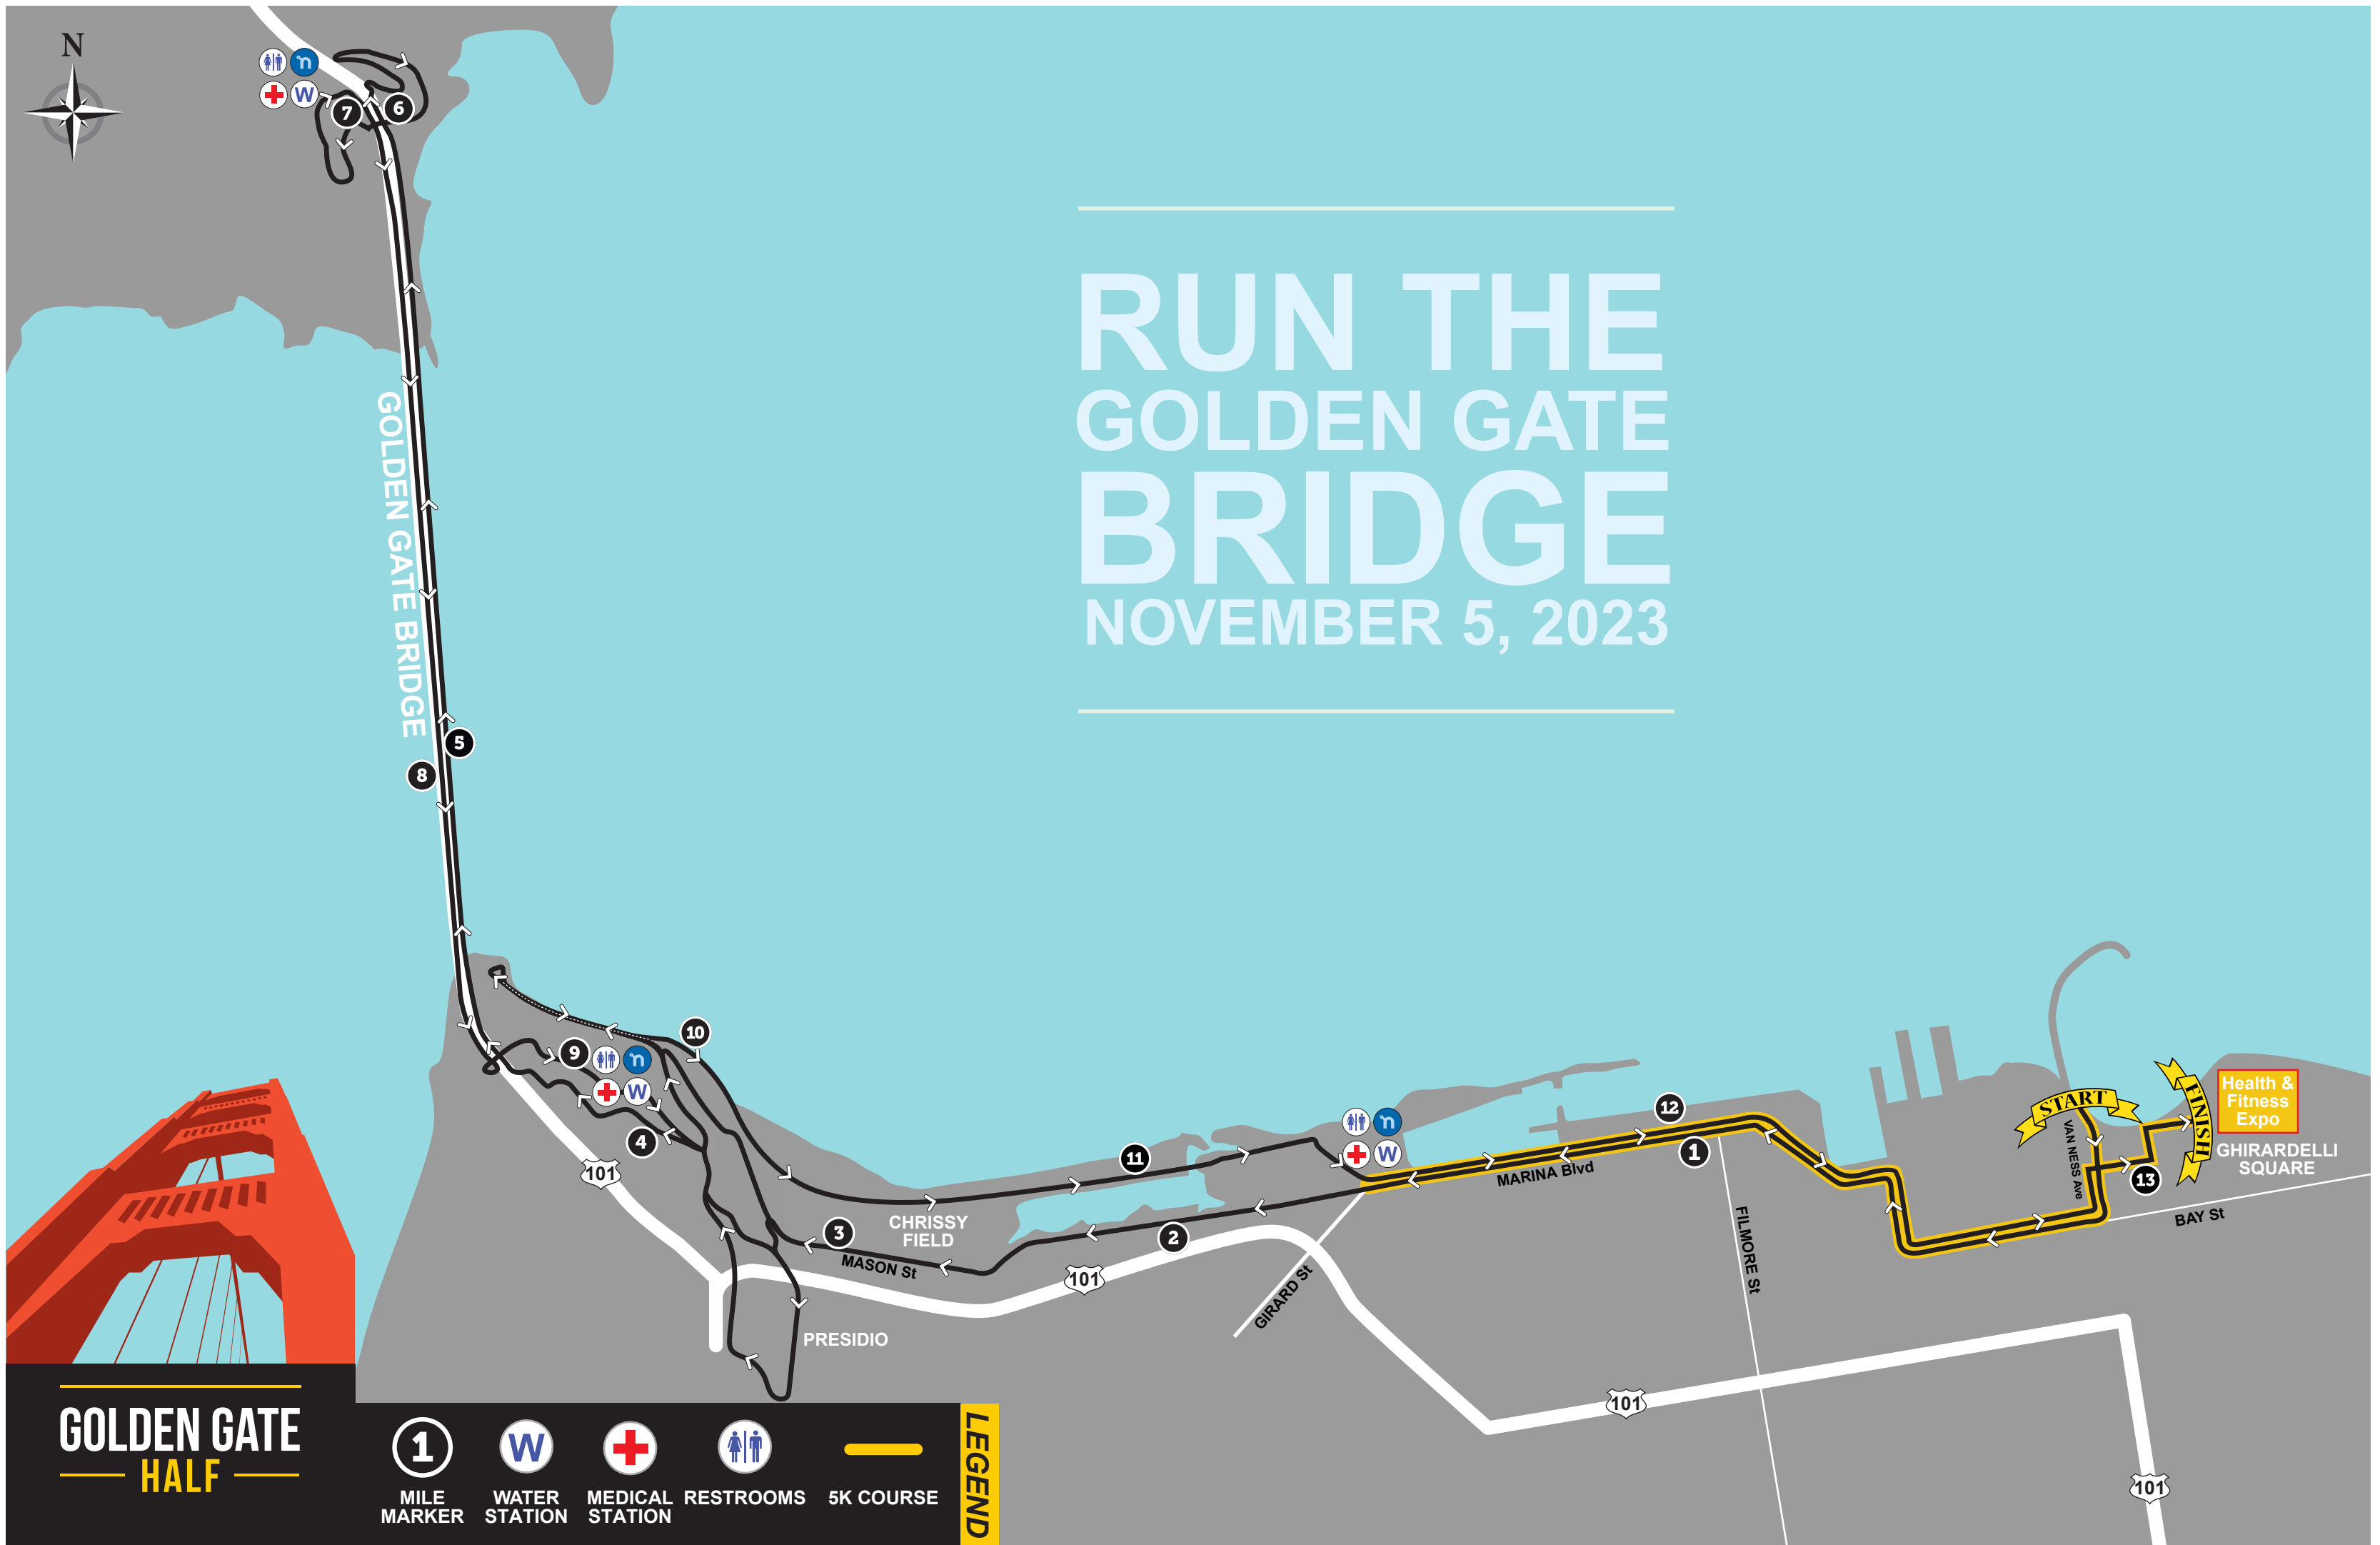 N
W
7
6
RUN THE
GOLDEN GATE
BRIDGE
NOVEMBER 5, 2023
GOLDEN GATE BRIDGE
5
8
10
9
W
4
101
3
MASON St
CHRISSY
FIELD
11
2
101
PRESIDIO
GIRARD St
W
12
1
MARINA Blvd
FILMORE St
101
START
VAN NESS Ave
FINISH
13
Health &
Fitness
Expo
GHIRARDELLI
SQUARE
BAY St
101
GOLDEN GATE
HALF
1
MILE
MARKER
W
WATER
STATION
MEDICAL
STATION
RESTROOMS
5K COURSE
LEGEND